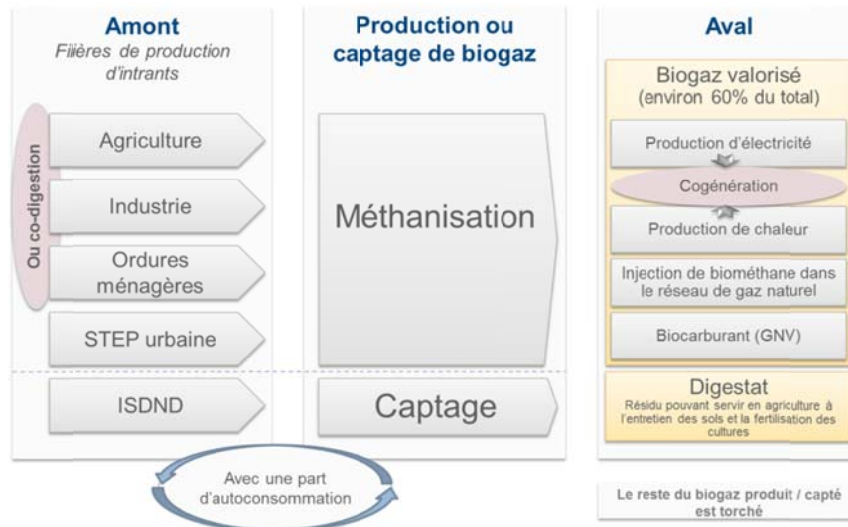 Amont
Filières de production
d'intrants
Ou co-digestion
Agriculture
Industrie
Ordures
ménagères
STEP urbaine
ISDND
Production ou
captage de biogaz
Méthanisation
Captage
Avec une part
d'autoconsommation
Aval
Biogaz valorisé
(environ 60% du total)
Production d'électricité
Cogénération
Production de chaleur
Injection de biométhane dans
le réseau de gaz naturel
Biocarburant (GNV)
Digestat
Résidu pouvant servir en agriculture à
l'entretien des sols et la fertilisation des
cultures
Le reste du biogaz produit / capté
est torché